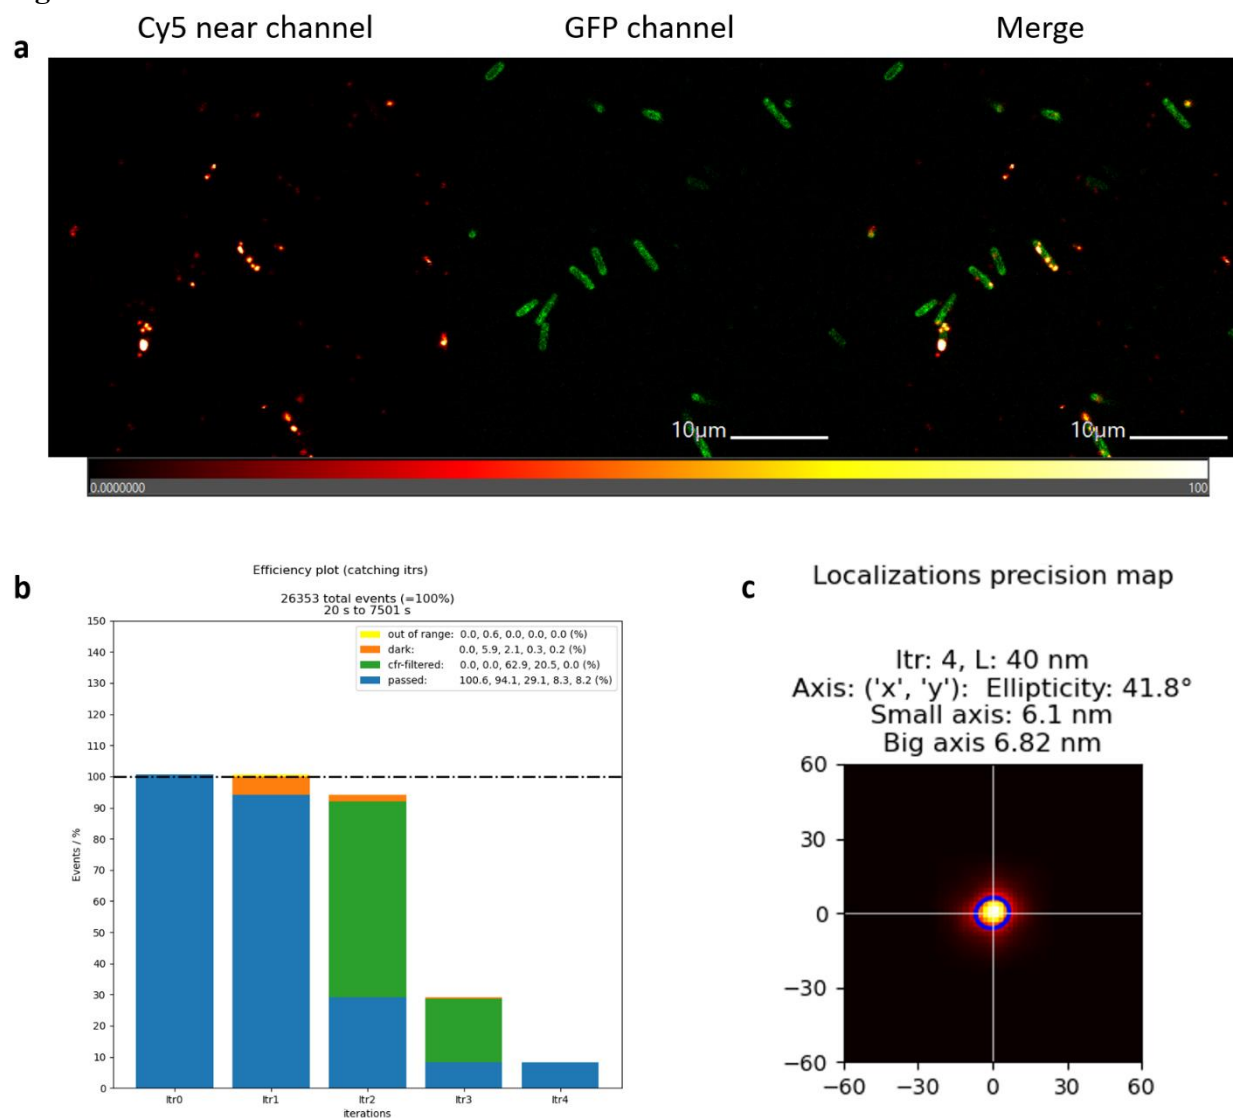 Cy5 near channel
GFP channel
Merge
a
10µm
10µm
0.0000000
100
b
Efficiency plot (catching itrs)
26353 total events (=100%)
20 s to 7501 s
out of range: 0.0, 0.6, 0.0, 0.0, 0.0 (%)
dark: 0.0, 5.9, 2.1, 0.3, 0.2 (%)
cfr-filtered: 0.0, 0.0, 62.9, 20.5, 0.0 (%)
passed: 100.6, 94.1, 29.1, 8.3, 8.2 (%)
150
140
130
120
110
100
90
80
70
60
50
40
30
20
10
0
Events / %
Itr0
Itr1
Itr2
Itr3
Itr4
iterations
c
Localizations precision map
Itr: 4, L: 40 nm
Axis: ('x', 'y'): Ellipticity: 41.8°
Small axis: 6.1 nm
Big axis 6.82 nm
60
30
0
−30
−60
−60
−30
0
30
60